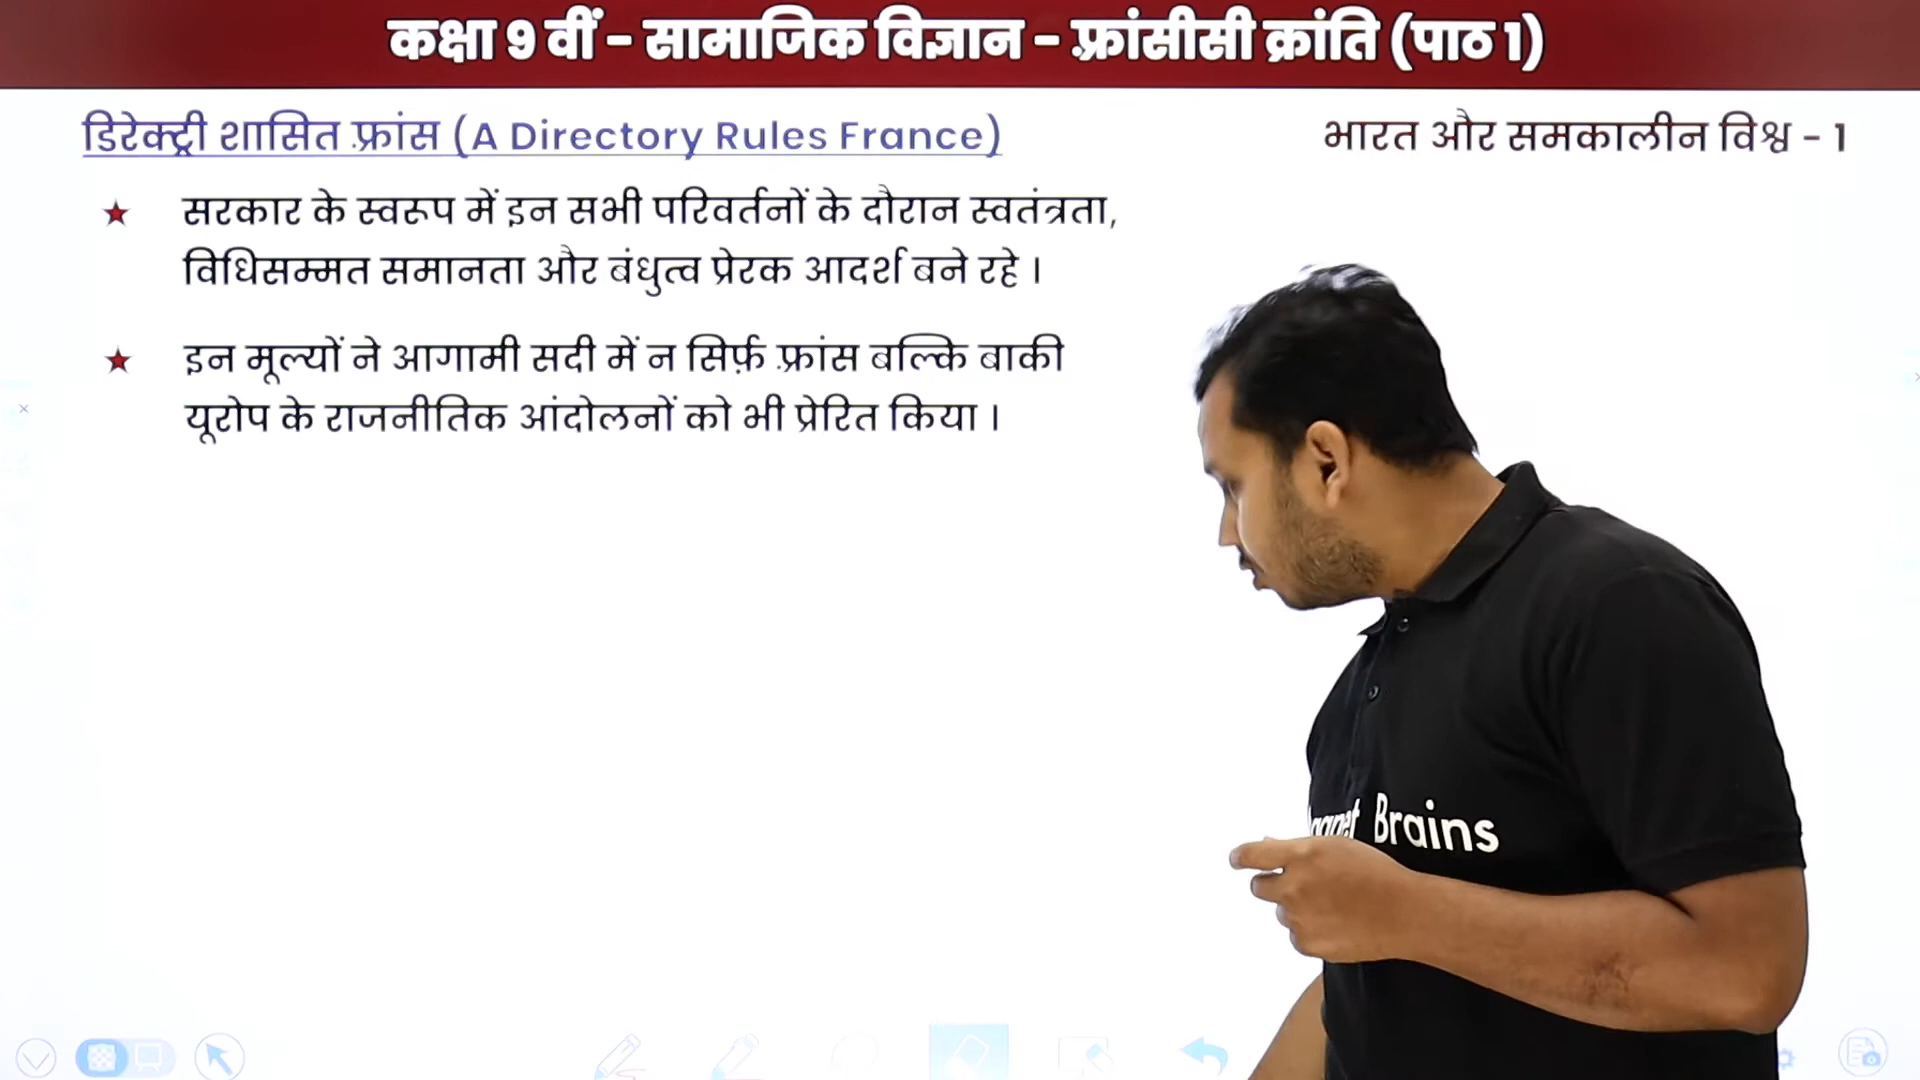 कक्षा 9 वीं - सामाजिक विज्ञान - फ़्रांसीसी क्रांति (पाठ 1)
डिरेक्ट्री शासित फ़्रांस (A Directory Rules France)
भारत और समकालीन विश्व - 1
★ सरकार के स्वरूप में इन सभी परिवर्तनों के दौरान स्वतंत्रता,
विधिसम्मत समानता और बंधुत्व प्रेरक आदर्श बने रहे ।
★ इन मूल्यों ने आगामी सदी में न सिर्फ़ फ़्रांस बल्कि बाकी
यूरोप के राजनीतिक आंदोलनों को भी प्रेरित किया ।
Brains